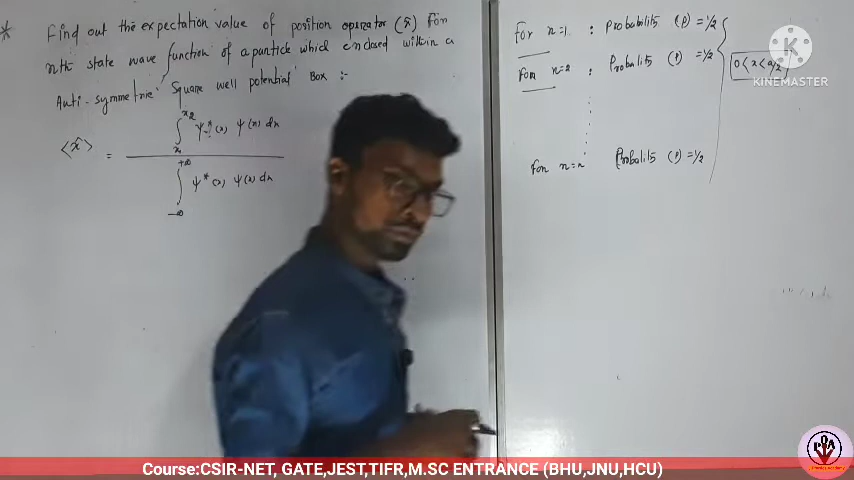 * Find out the expectation value of position operator (x̂) for
nth state wave function of a particle which enclosed within a
Anti-symmetric Square well potential Box :-
<x̂> = ∫ x₁ x₂ ψ*(x) ψ(x) dx
∫ -∞ +∞ ψ*(x) ψ(x) dx
For n=1 : Probability (P) = 1/2
For n=2 : Probability (P) = 1/2
0 < x < a/2
For n=n Probability (P) = 1/2
KINEMASTER
Course:CSIR-NET, GATE,JEST,TIFR,M.SC ENTRANCE (BHU,JNU,HCU)